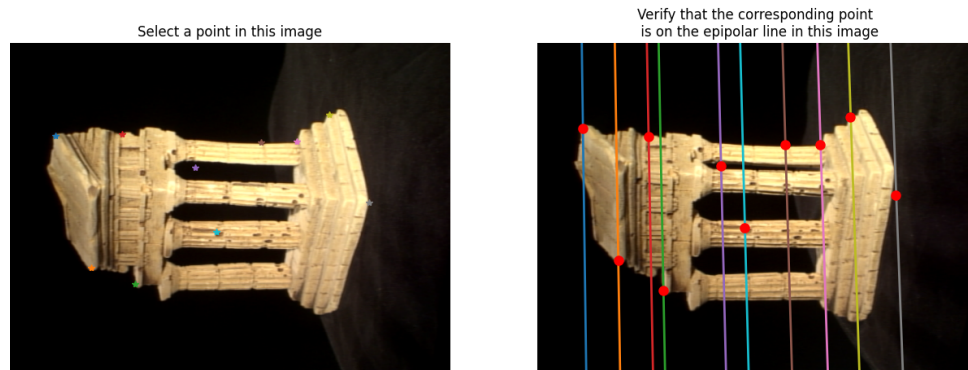 Select a point in this image
Verify that the corresponding point
is on the epipolar line in this image